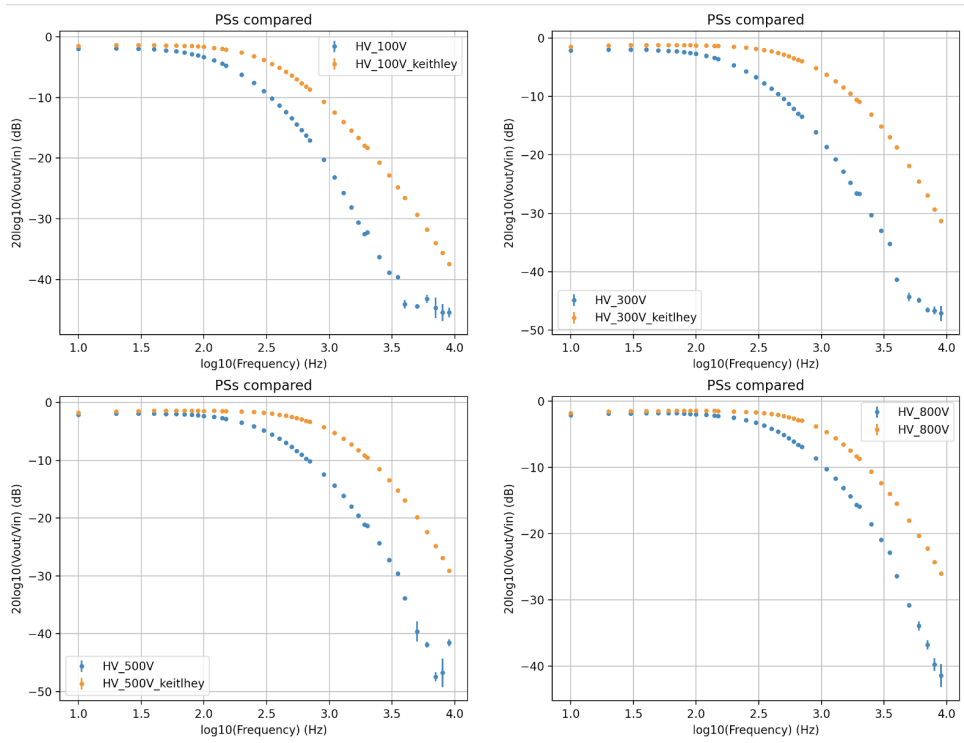 PSs compared
20log10(Vout/Vin) (dB)
0
−10
−20
−30
−40
HV_100V
HV_100V_keithley
1.0 1.5 2.0 2.5 3.0 3.5 4.0
log10(Frequency) (Hz)
PSs compared
20log10(Vout/Vin) (dB)
0
−10
−20
−30
−40
−50
HV_300V
HV_300V_keitlhey
1.0 1.5 2.0 2.5 3.0 3.5 4.0
log10(Frequency) (Hz)
PSs compared
20log10(Vout/Vin) (dB)
0
−10
−20
−30
−40
−50
HV_500V
HV_500V_keitlhey
1.0 1.5 2.0 2.5 3.0 3.5 4.0
log10(Frequency) (Hz)
PSs compared
20log10(Vout/Vin) (dB)
0
−10
−20
−30
−40
HV_800V
HV_800V
1.0 1.5 2.0 2.5 3.0 3.5 4.0
log10(Frequency) (Hz)